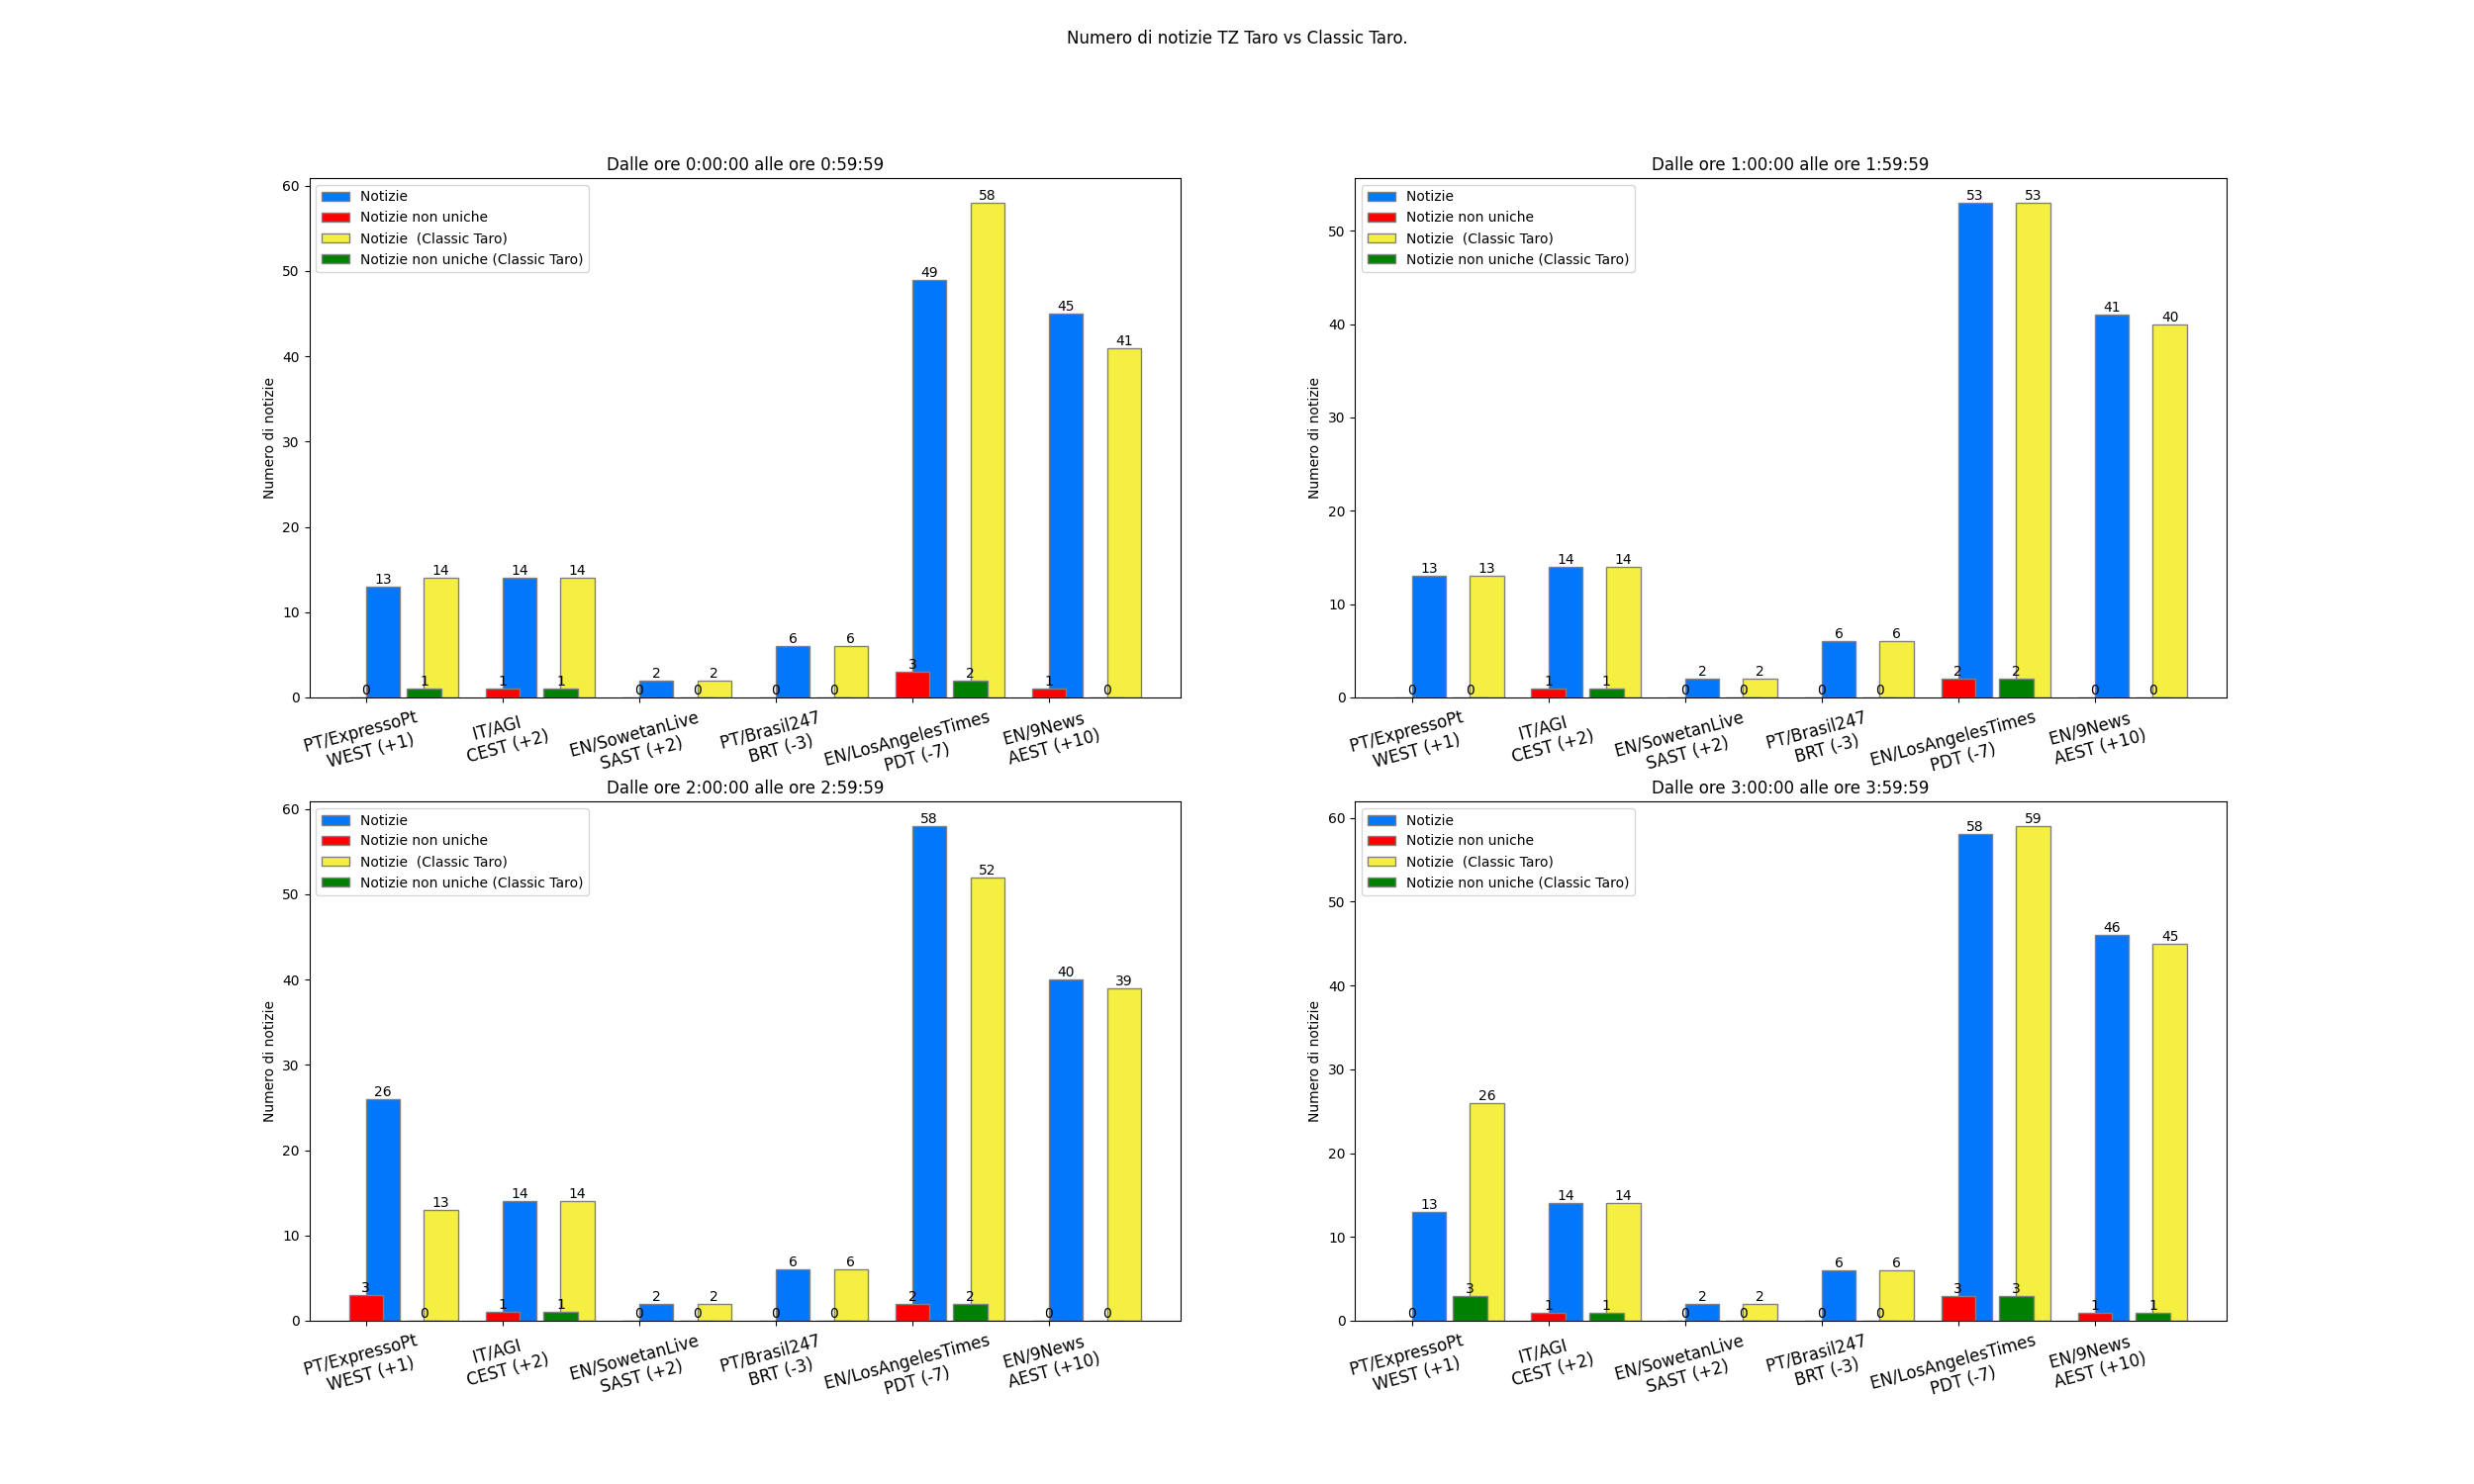 Numero di notizie TZ Taro vs Classic Taro.
Dalle ore 0:00:00 alle ore 0:59:59
Numero di notizie
60
50
40
30
20
10
0
Notizie
Notizie non uniche
Notizie (Classic Taro)
Notizie non uniche (Classic Taro)
13 14 14 14 2 2 6 6 49 58 45 41
0 1 1 1 0 0 0 0 3 2 1 0
PT/ExpressoPt
WEST (+1)
IT/AGI
CEST (+2)
EN/SowetanLive
SAST (+2)
PT/Brasil247
BRT (-3)
EN/LosAngelesTimes
PDT (-7)
EN/9News
AEST (+10)
Dalle ore 1:00:00 alle ore 1:59:59
Numero di notizie
50
40
30
20
10
0
Notizie
Notizie non uniche
Notizie (Classic Taro)
Notizie non uniche (Classic Taro)
13 13 14 14 2 2 6 6 53 53 41 40
0 0 1 1 0 0 0 0 2 2 0 0
PT/ExpressoPt
WEST (+1)
IT/AGI
CEST (+2)
EN/SowetanLive
SAST (+2)
PT/Brasil247
BRT (-3)
EN/LosAngelesTimes
PDT (-7)
EN/9News
AEST (+10)
Dalle ore 2:00:00 alle ore 2:59:59
Numero di notizie
60
50
40
30
20
10
0
Notizie
Notizie non uniche
Notizie (Classic Taro)
Notizie non uniche (Classic Taro)
26 13 14 14 2 2 6 6 58 52 40 39
3 0 1 1 0 0 0 0 2 2 0 0
PT/ExpressoPt
WEST (+1)
IT/AGI
CEST (+2)
EN/SowetanLive
SAST (+2)
PT/Brasil247
BRT (-3)
EN/LosAngelesTimes
PDT (-7)
EN/9News
AEST (+10)
Dalle ore 3:00:00 alle ore 3:59:59
Numero di notizie
60
50
40
30
20
10
0
Notizie
Notizie non uniche
Notizie (Classic Taro)
Notizie non uniche (Classic Taro)
13 26 14 14 2 2 6 6 58 59 46 45
0 3 1 1 0 0 0 0 3 3 1 1
PT/ExpressoPt
WEST (+1)
IT/AGI
CEST (+2)
EN/SowetanLive
SAST (+2)
PT/Brasil247
BRT (-3)
EN/LosAngelesTimes
PDT (-7)
EN/9News
AEST (+10)